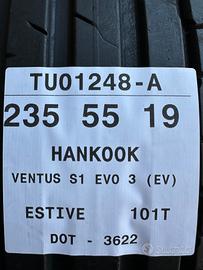 TU01248-A
235 55 19
HANKOOK
VENTUS S1 EVO 3 (EV)
ESTIVE 101T
DOT - 3622